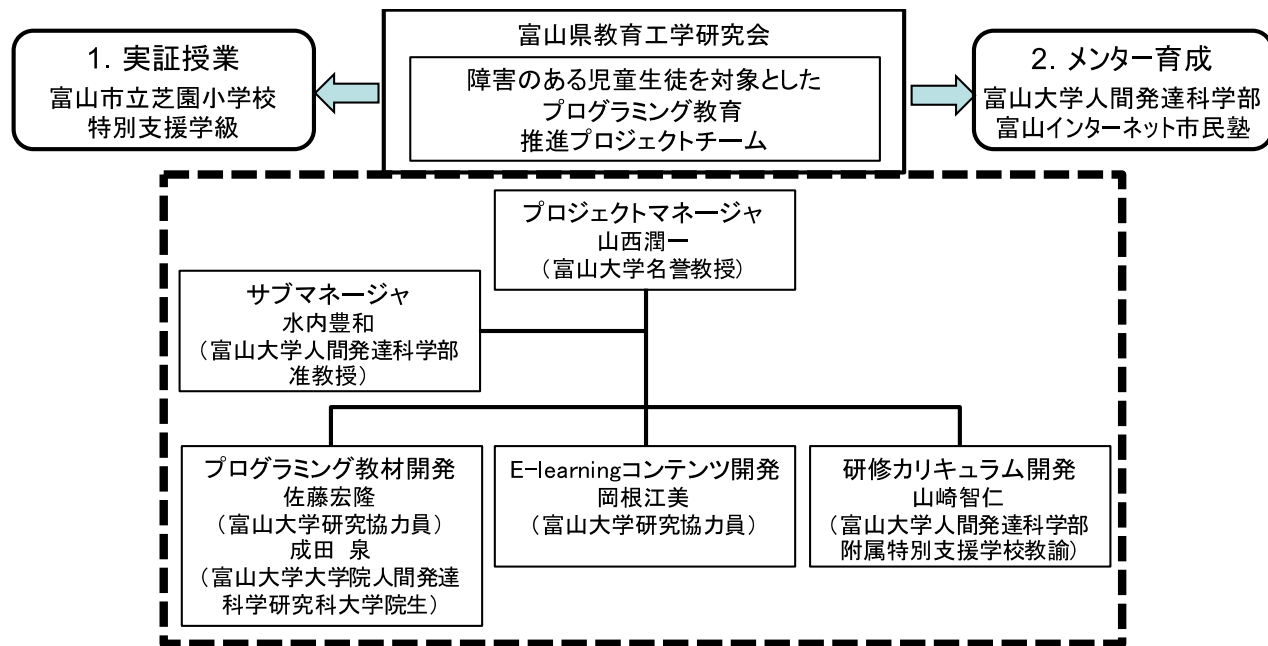 富山県教育工学研究会
障害のある児童生徒を対象とした
プログラミング教育
推進プロジェクトチーム
1. 実証授業
富山市立芝園小学校
特別支援学級
2. メンター育成
富山大学人間発達科学部
富山インターネット市民塾
プロジェクトマネージャ
山西潤一
(富山大学名誉教授)
サブマネージャ
水内豊和
(富山大学人間発達科学部
准教授)
プログラミング教材開発
佐藤宏隆
(富山大学研究協力員)
成田 泉
(富山大学大学院人間発達
科学研究科大学院生)
E-learningコンテンツ開発
岡根江美
(富山大学研究協力員)
研修カリキュラム開発
山崎智仁
(富山大学人間発達科学部
附属特別支援学校教諭)